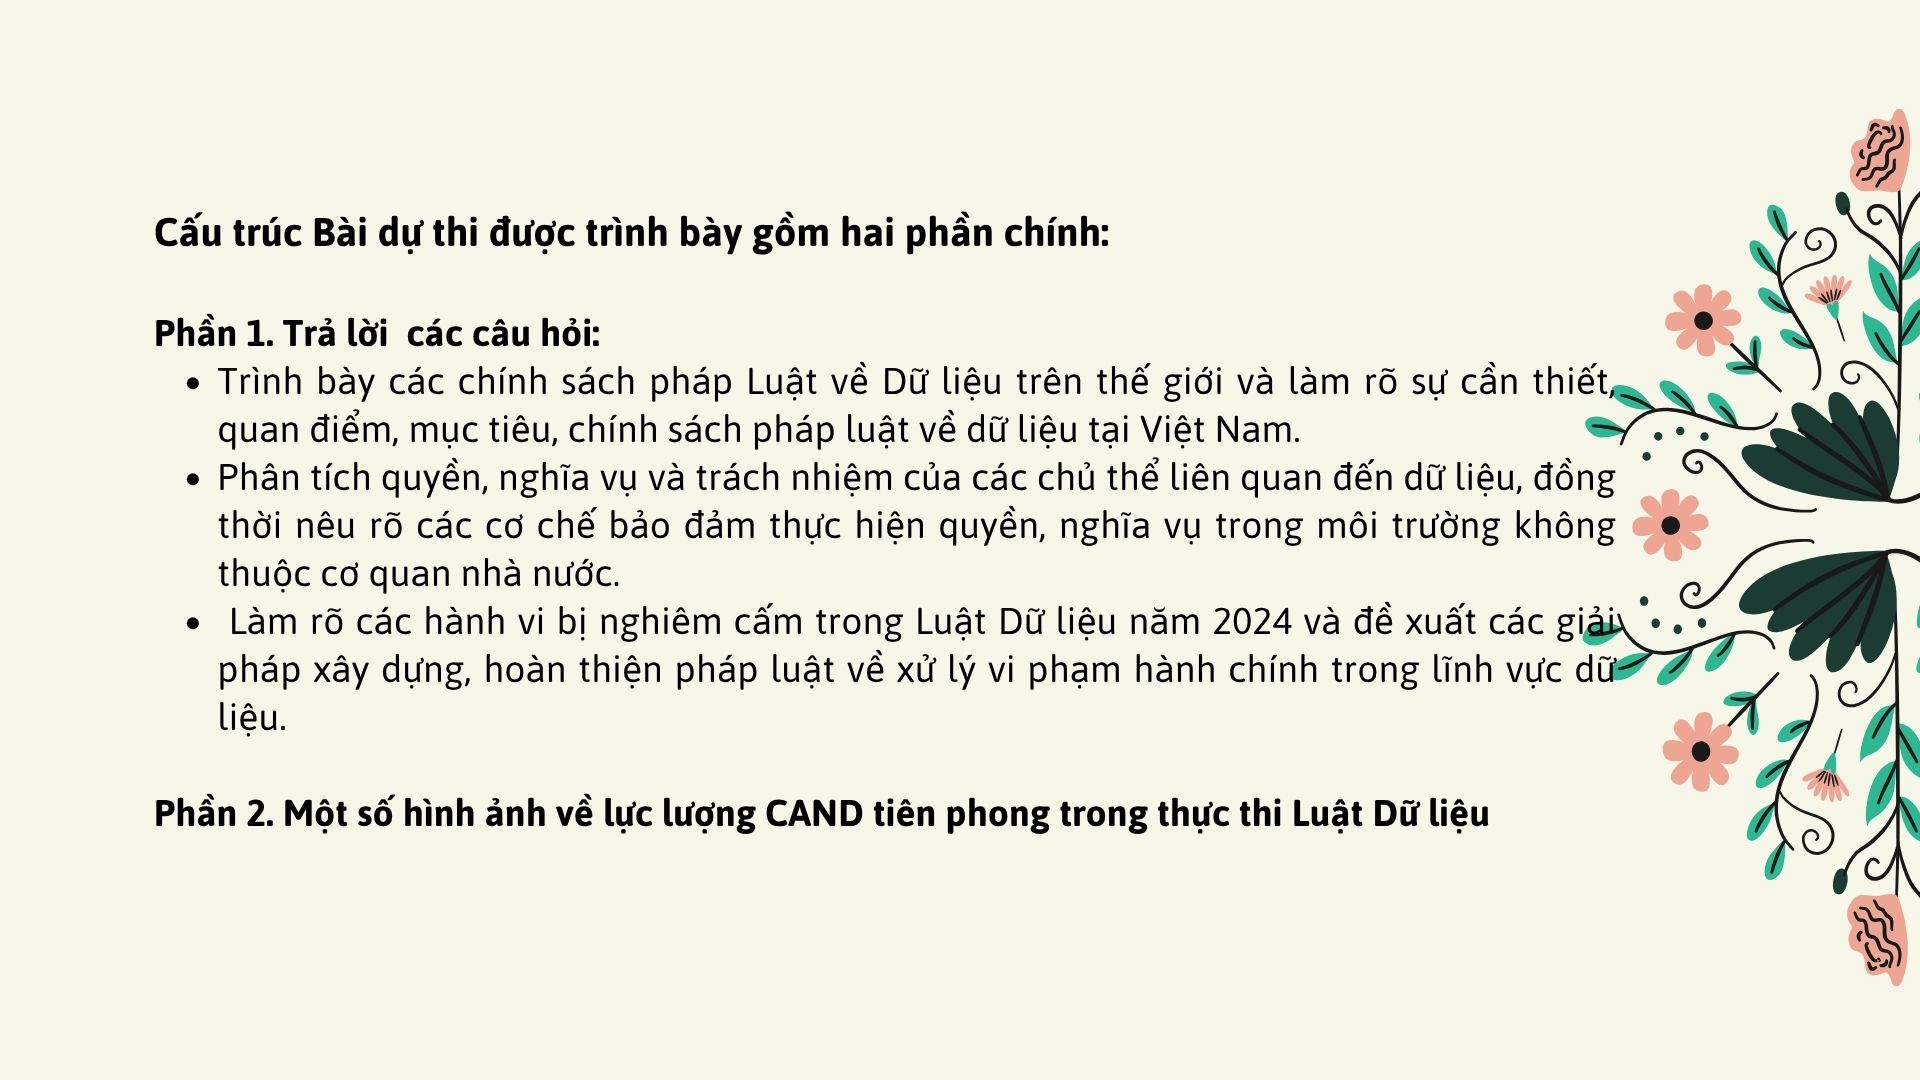 Cấu trúc Bài dự thi được trình bày gồm hai phần chính:
Phần 1. Trả lời  các câu hỏi:
• Trình bày các chính sách pháp Luật về Dữ liệu trên thế giới và làm rõ sự cần thiết,
quan điểm, mục tiêu, chính sách pháp luật về dữ liệu tại Việt Nam.
• Phân tích quyền, nghĩa vụ và trách nhiệm của các chủ thể liên quan đến dữ liệu, đồng
thời nêu rõ các cơ chế bảo đảm thực hiện quyền, nghĩa vụ trong môi trường không
thuộc cơ quan nhà nước.
• Làm rõ các hành vi bị nghiêm cấm trong Luật Dữ liệu năm 2024 và đề xuất các giải
pháp xây dựng, hoàn thiện pháp luật về xử lý vi phạm hành chính trong lĩnh vực dữ
liệu.
Phần 2. Một số hình ảnh về lực lượng CAND tiên phong trong thực thi Luật Dữ liệu